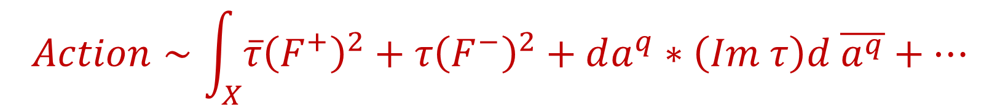 Action ~ ∫_X τ̄(F⁺)² + τ(F⁻)² + da^q * (Im τ)d \overline{a^q} + ⋯